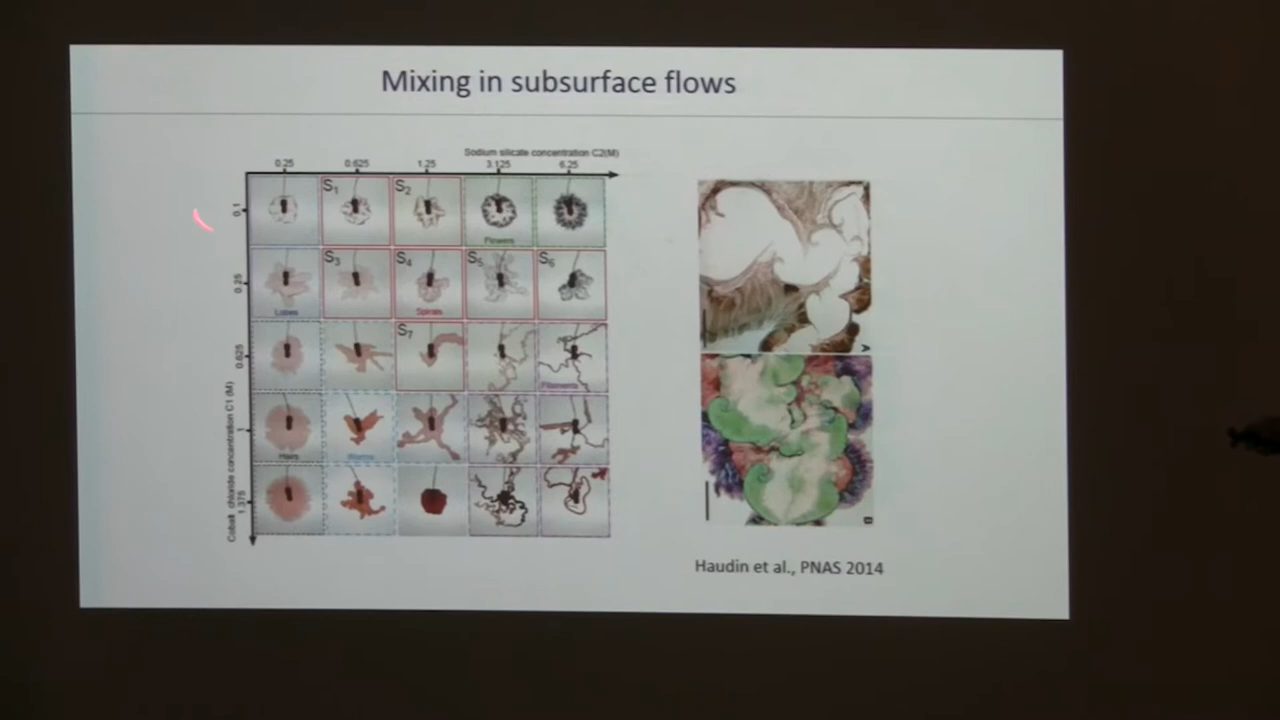 Mixing in subsurface flows
Sodium silicate concentration C2(M)
0.25 0.625 1.25 3.125 6.25
Cobalt chloride concentration C1 (M)
0.1
S1 S2
Flowers
0.25
S3 S4 S5 S6
Lobes Spirals
0.625
S7
Filaments
1
Hairs Worms
1.375
A
B
Haudin et al., PNAS 2014